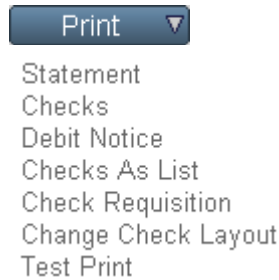 Print
Statement
Checks
Debit Notice
Checks As List
Check Requisition
Change Check Layout
Test Print